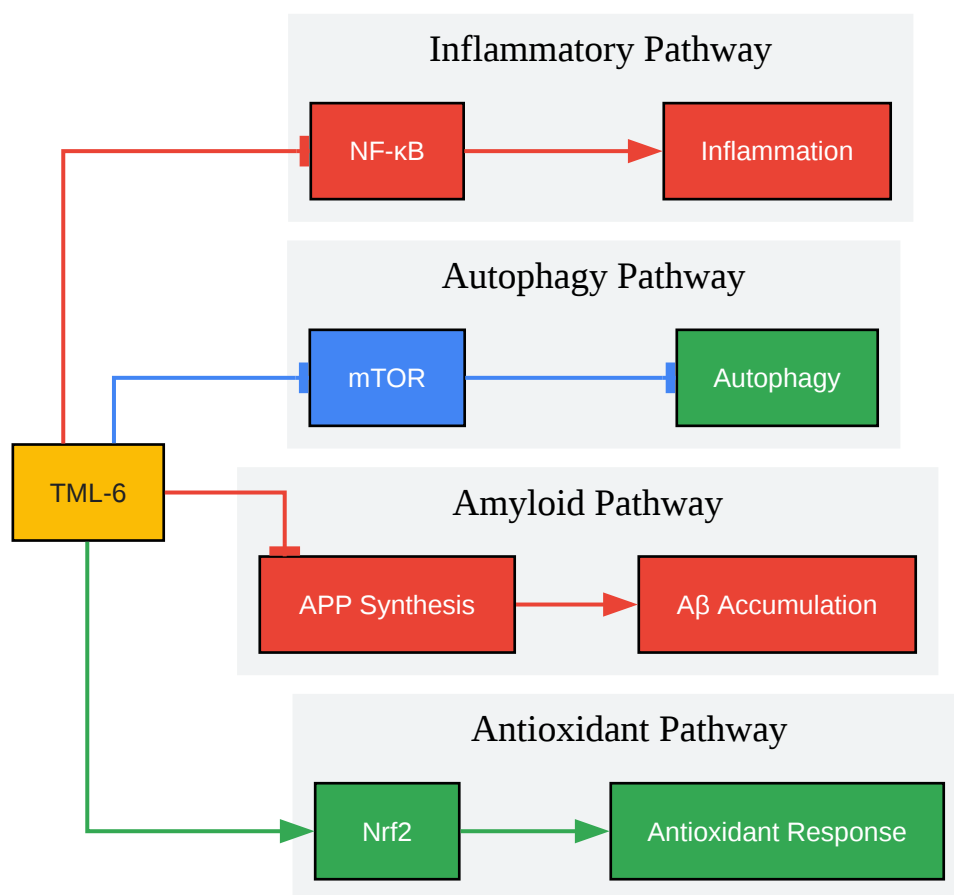 Inflammatory Pathway
NF-κB
Inflammation
Autophagy Pathway
mTOR
Autophagy
TML-6
Amyloid Pathway
APP Synthesis
Aβ Accumulation
Antioxidant Pathway
Nrf2
Antioxidant Response